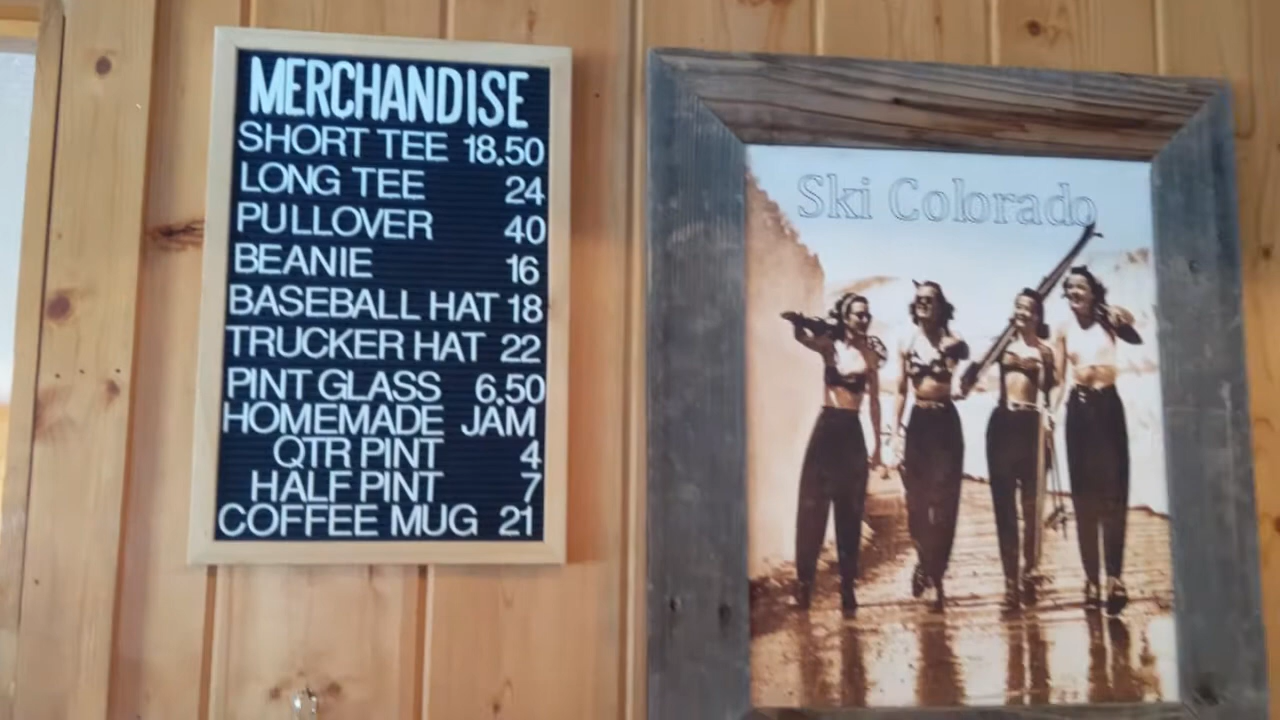 MERCHANDISE
SHORT TEE 18.50
LONG TEE 24
PULLOVER 40
BEANIE 16
BASEBALL HAT 18
TRUCKER HAT 22
PINT GLASS 6.50
HOMEMADE JAM
QTR PINT 4
HALF PINT 7
COFFEE MUG 21
Ski Colorado